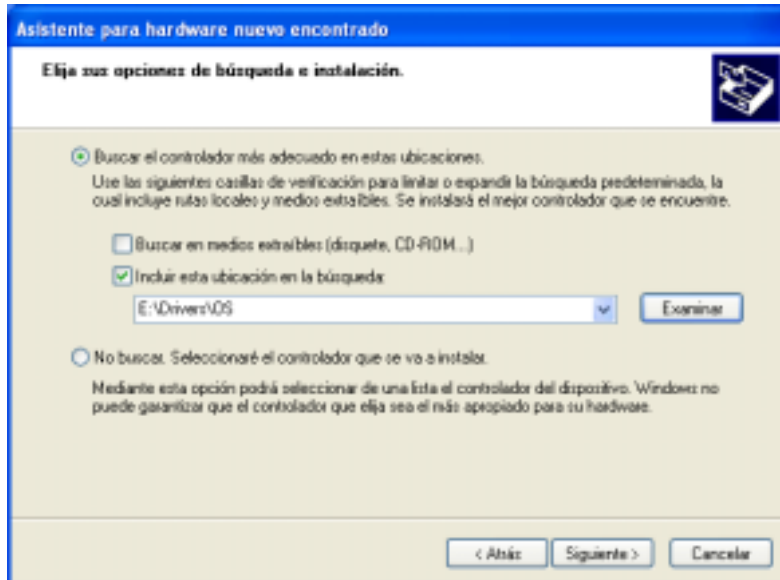 Asistente para hardware nuevo encontrado
Elija sus opciones de búsqueda e instalación.
Buscar el controlador más adecuado en estas ubicaciones.
Use las siguientes casillas de verificación para limitar o expandir la búsqueda predeterminada, la
cual incluye rutas locales y medios extraíbles. Se instalará el mejor controlador que se encuentre.
Buscar en medios extraíbles (disquete, CD-ROM...)
Incluir esta ubicación en la búsqueda:
E:\Drivers\OS
Examinar
No buscar. Seleccionaré el controlador que se va a instalar.
Mediante esta opción podrá seleccionar de una lista el controlador del dispositivo. Windows no
puede garantizar que el controlador que elija sea el más apropiado para su hardware.
< Atrás
Siguiente >
Cancelar